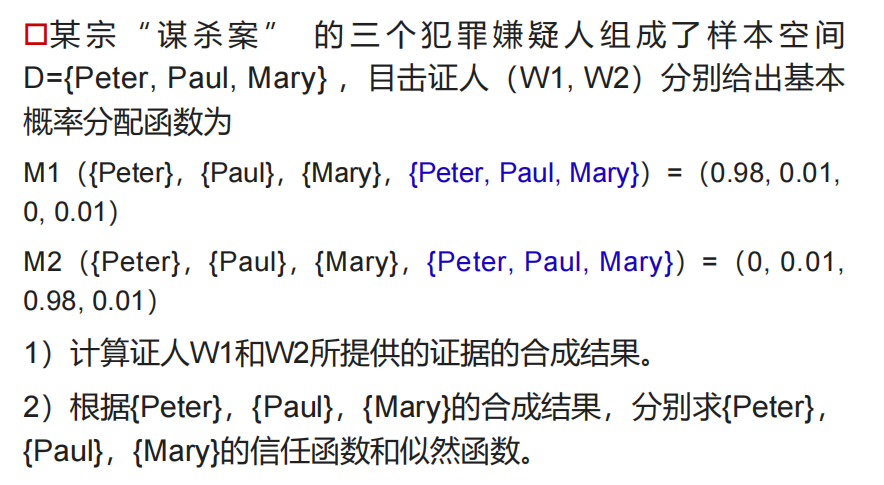 □某宗“谋杀案” 的三个犯罪嫌疑人组成了样本空间
D={Peter, Paul, Mary} ，目击证人（W1, W2）分别给出基本
概率分配函数为
M1（{Peter}，{Paul}，{Mary}，{Peter, Paul, Mary}）=（0.98, 0.01,
0, 0.01）
M2（{Peter}，{Paul}，{Mary}，{Peter, Paul, Mary}）=（0, 0.01,
0.98, 0.01）
1）计算证人W1和W2所提供的证据的合成结果。
2）根据{Peter}，{Paul}，{Mary}的合成结果，分别求{Peter}，
{Paul}，{Mary}的信任函数和似然函数。